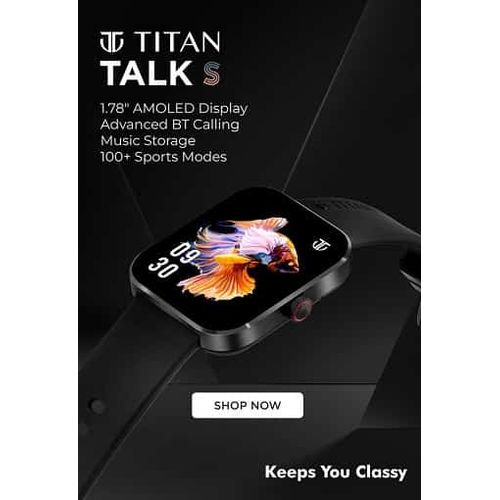 TITAN
TALK S
1.78" AMOLED Display
Advanced BT Calling
Music Storage
100+ Sports Modes
09
30
SHOP NOW
Keeps You Classy